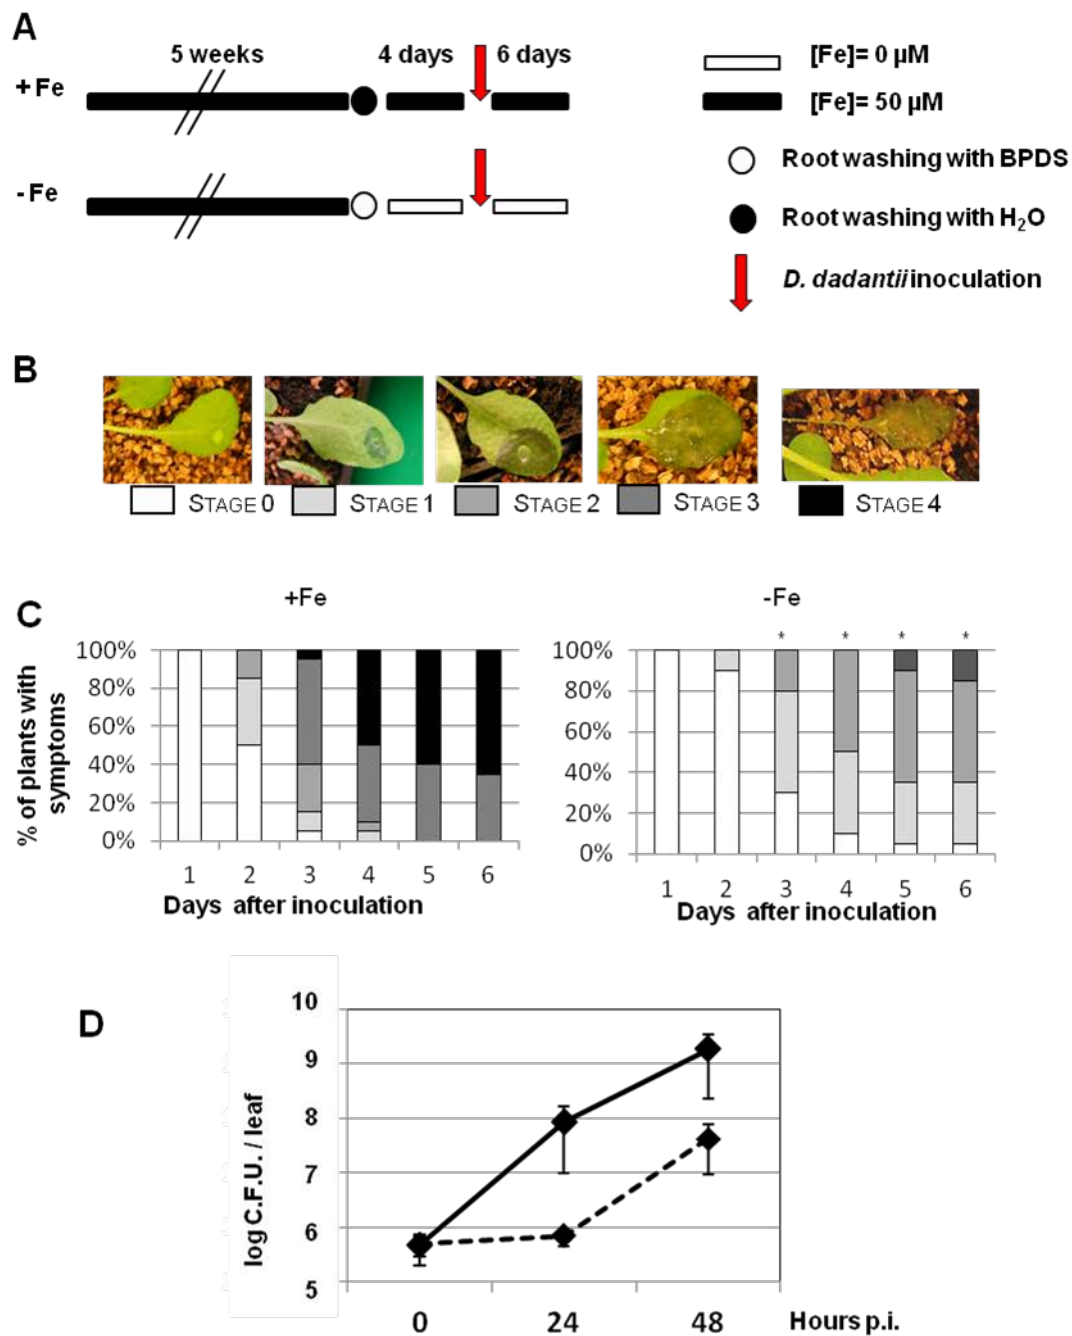 A
5 weeks
4 days
6 days
+ Fe
- Fe
[Fe]= 0 µM
[Fe]= 50 µM
Root washing with BPDS
Root washing with H₂O
D. dadantii inoculation
B
STAGE 0
STAGE 1
STAGE 2
STAGE 3
STAGE 4
C
+Fe
% of plants with symptoms
100%
80%
60%
40%
20%
0%
1 2 3 4 5 6
Days after inoculation
-Fe
* * * *
100%
80%
60%
40%
20%
0%
1 2 3 4 5 6
Days after inoculation
D
log C.F.U. / leaf
10
9
8
7
6
5
0 24 48
Hours p.i.